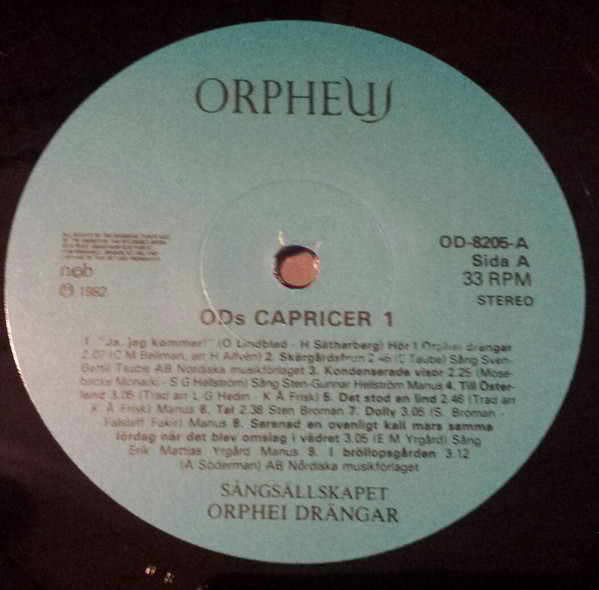 ORPHEUS
OD-8205-A
Sida A
33 RPM
STEREO
ncb
Ⓟ 1982
ODs CAPRICER 1
1. "Ja, jag kommer!" (O Lindblad - H Sätherberg) Hör I Orphei drängar
2.07 (C M Bellman, arr H Alfvén) 2. Skärgårdsfrun 2.46 (E Taube) Sång Sven-
Bertil Taube AB Nordiska musikförlaget 3. Kondenserade visor 2.25 (Mose-
backe Monarki - S G Hellström) Sång Sten-Gunnar Hellström Manus 4. Till Öster-
land 3.05 (Trad arr L G Hedin - K Å Frisk) 5. Det stod en lind 2.46 (Trad arr
K Å Frisk) Manus 6. Tal 2.38 Sten Broman 7. Dolly 3.05 (S. Broman -
Falstaff Fakir) Manus 8. Serenad en ovanligt kall mars samma
lördag när det blev omslag i vädret 3.05 (E M Yrgård) Sång
Erik Mattias Yrgård Manus 9. I bröllopsgården 3.12
(A Söderman) AB Nordiska musikförlaget
SÅNGSÄLLSKAPET
ORPHEI DRÄNGAR